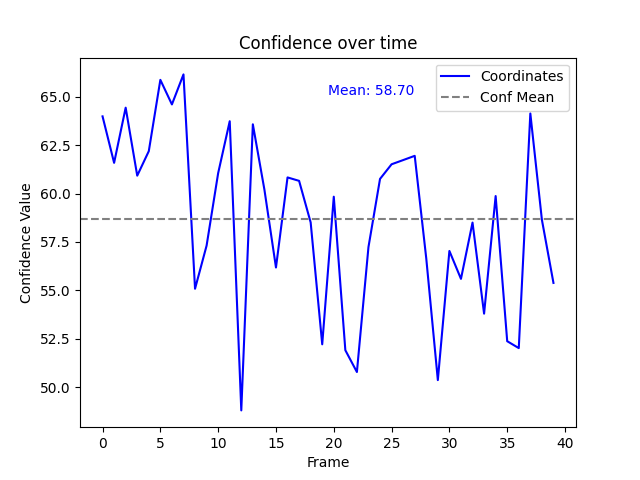 Confidence over time
Mean: 58.70
Coordinates
Conf Mean
Confidence Value
65.0
62.5
60.0
57.5
55.0
52.5
50.0
0 5 10 15 20 25 30 35 40
Frame